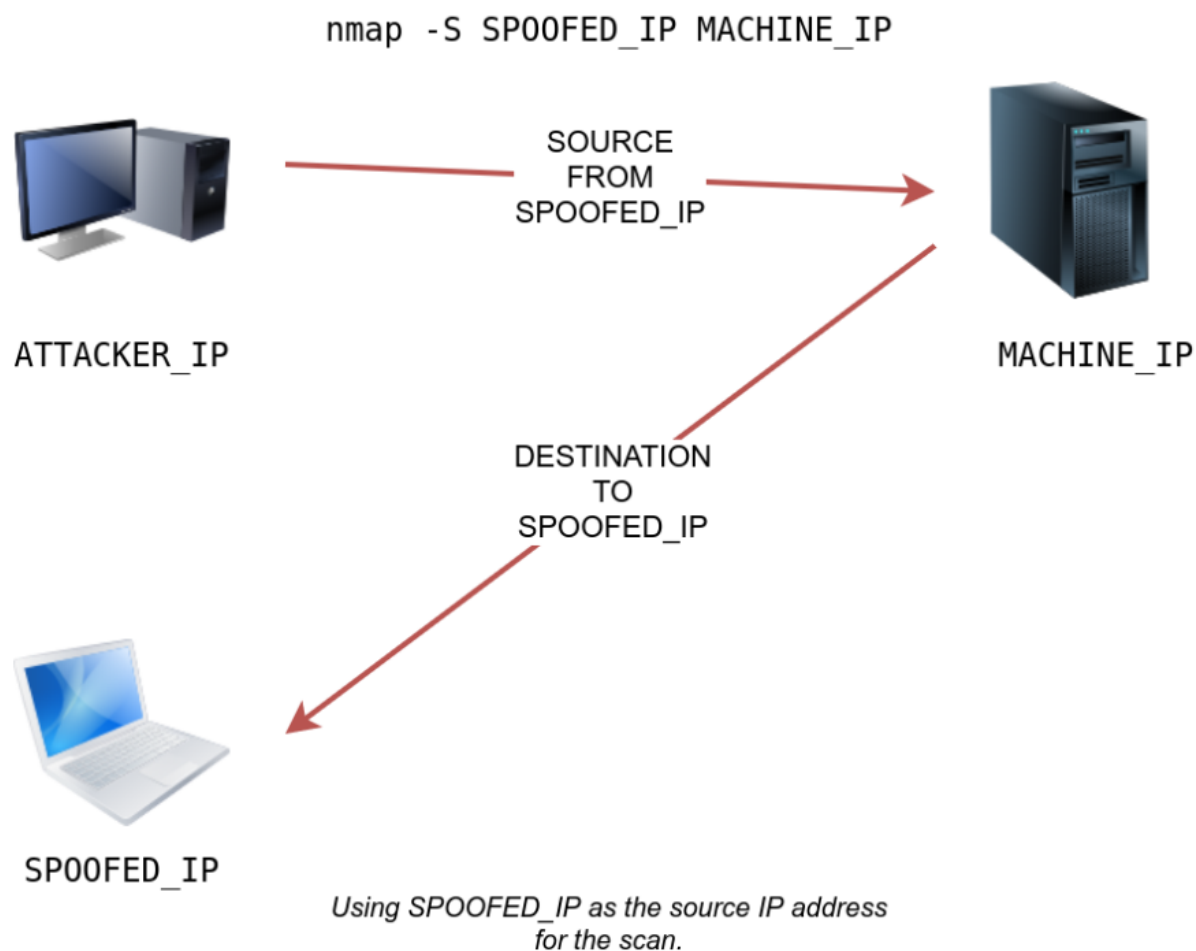 nmap -S SPOOFED_IP MACHINE_IP
SOURCE
FROM
SPOOFED_IP
ATTACKER_IP
MACHINE_IP
DESTINATION
TO
SPOOFED_IP
SPOOFED_IP
Using SPOOFED_IP as the source IP address
for the scan.